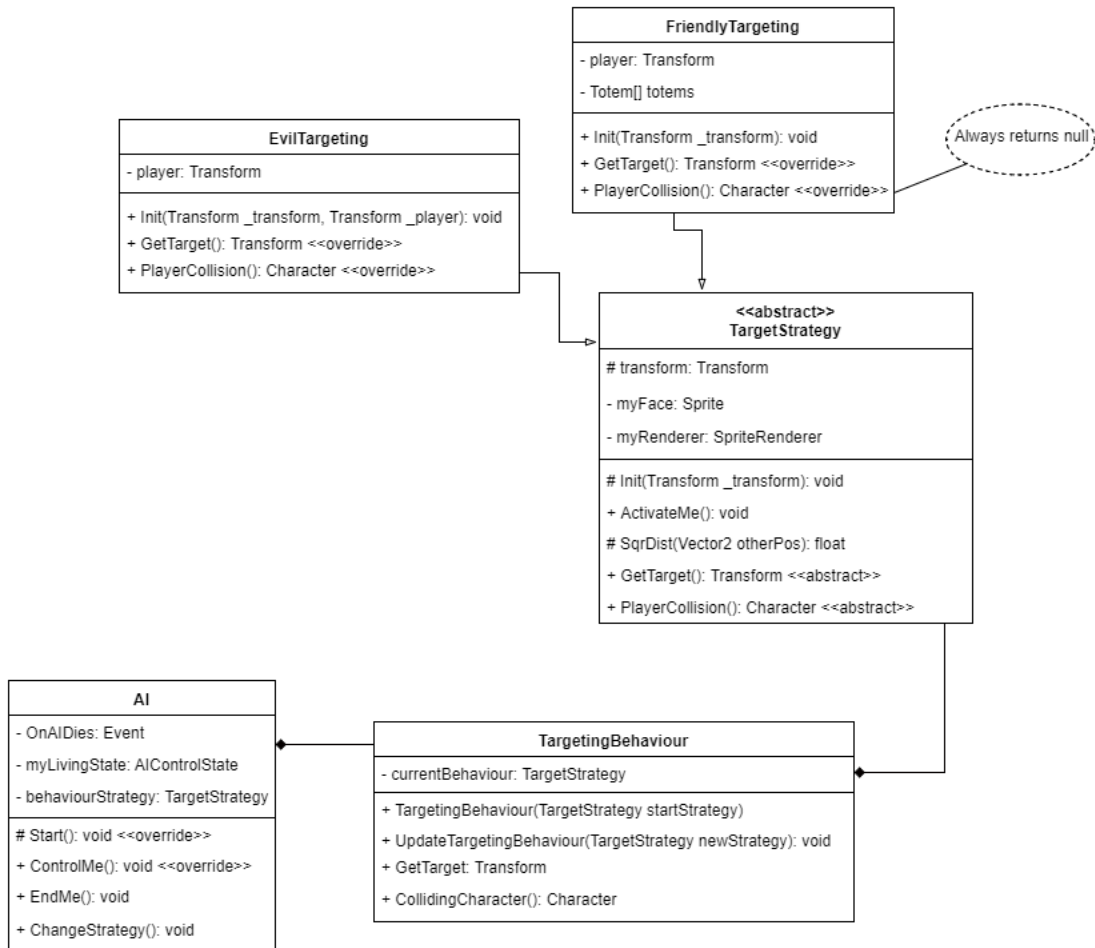 FriendlyTargeting
- player: Transform
- Totem[] totems
+ Init(Transform _transform): void
+ GetTarget(): Transform <<override>>
+ PlayerCollision(): Character <<override>>
Always returns null
EvilTargeting
- player: Transform
+ Init(Transform _transform, Transform _player): void
+ GetTarget(): Transform <<override>>
+ PlayerCollision(): Character <<override>>
<<abstract>>
TargetStrategy
# transform: Transform
- myFace: Sprite
- myRenderer: SpriteRenderer
# Init(Transform _transform): void
+ ActivateMe(): void
# SqrDist(Vector2 otherPos): float
+ GetTarget(): Transform <<abstract>>
+ PlayerCollision(): Character <<abstract>>
AI
- OnAIDies: Event
- myLivingState: AIControlState
- behaviourStrategy: TargetStrategy
# Start(): void <<override>>
+ ControlMe(): void <<override>>
+ EndMe(): void
+ ChangeStrategy(): void
TargetingBehaviour
- currentBehaviour: TargetStrategy
+ TargetingBehaviour(TargetStrategy startStrategy)
+ UpdateTargetingBehaviour(TargetStrategy newStrategy): void
+ GetTarget: Transform
+ CollidingCharacter(): Character